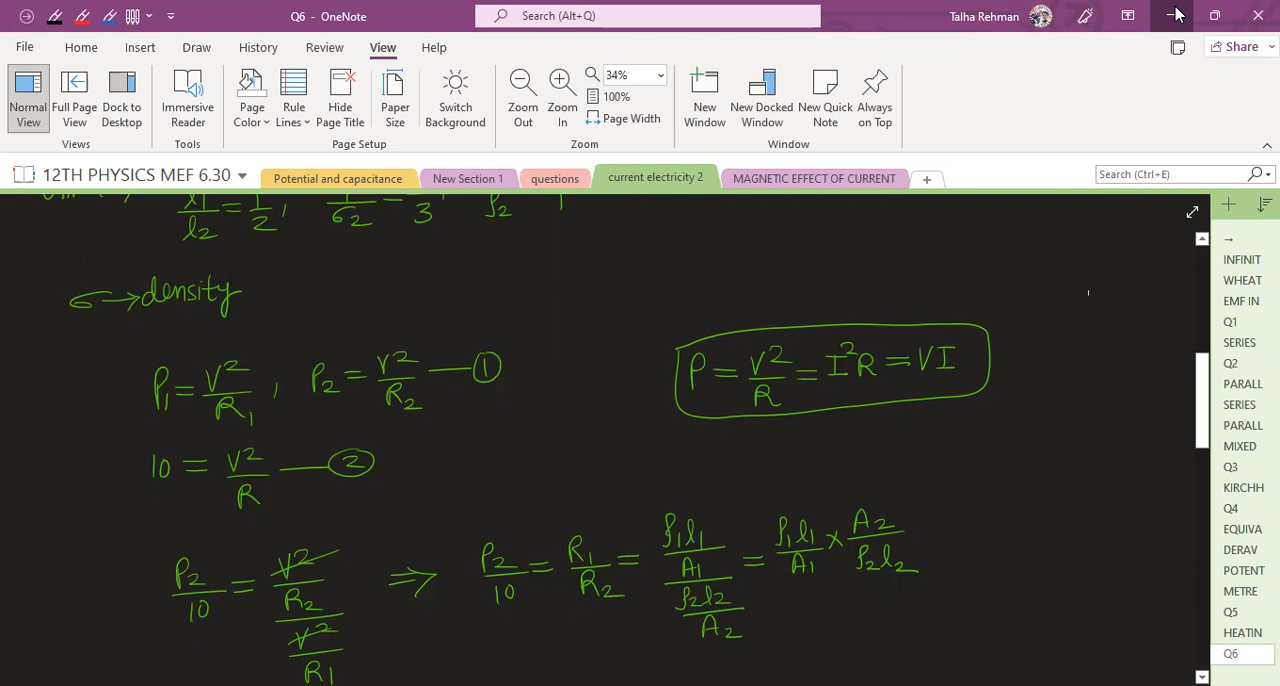 Q6 - OneNote
Search (Alt+Q)
Talha Rehman
File Home Insert Draw History Review View Help
Share
Normal View
Full Page View
Dock to Desktop
Immersive Reader
Page Color
Rule Lines
Hide Page Title
Paper Size
Switch Background
Zoom Out
Zoom In
34%
100%
Page Width
New Window
New Docked Window
New Quick Note
Always on Top
Views Tools Page Setup Zoom Window
12TH PHYSICS MEF 6.30
Potential and capacitance
New Section 1
questions
current electricity 2
MAGNETIC EFFECT OF CURRENT
Search (Ctrl+E)
l1/l2 = 1/2,
σ → density
P1 = V²/R1, P2 = V²/R2 — ①
P = V²/R = I²R = VI
10 = V²/R — ②
P2/10 = (V²/R2)/(V²/R1) ⇒ P2/10 = R1/R2 = (ρ1l1/A1)/(ρ2l2/A2) = ρ1l1/A1 × A2/ρ2l2
→
INFINIT
WHEAT
EMF IN
Q1
SERIES
Q2
PARALL
SERIES
PARALL
MIXED
Q3
KIRCHH
Q4
EQUIVA
DERAV
POTENT
METRE
Q5
HEATIN
Q6